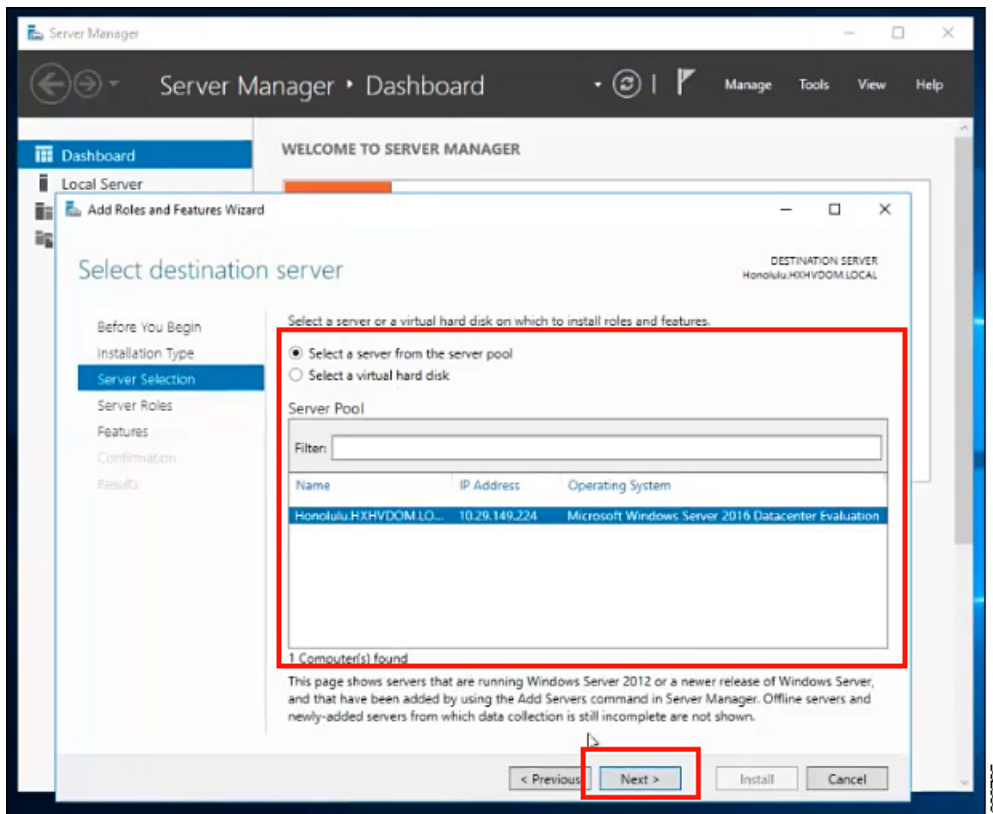 Server Manager
Server Manager ‣ Dashboard
Manage Tools View Help
Dashboard
WELCOME TO SERVER MANAGER
Local Server
Add Roles and Features Wizard
Select destination server
DESTINATION SERVER
Honolulu.HXHVDOM.LOCAL
Before You Begin
Installation Type
Server Selection
Server Roles
Features
Confirmation
Results
Select a server or a virtual hard disk on which to install roles and features.
Select a server from the server pool
Select a virtual hard disk
Server Pool
Filter:
Name IP Address Operating System
Honolulu.HXHVDOM.LO... 10.29.149.224 Microsoft Windows Server 2016 Datacenter Evaluation
1 Computer(s) found
This page shows servers that are running Windows Server 2012 or a newer release of Windows Server,
and that have been added by using the Add Servers command in Server Manager. Offline servers and
newly-added servers from which data collection is still incomplete are not shown.
< Previous Next > Install Cancel